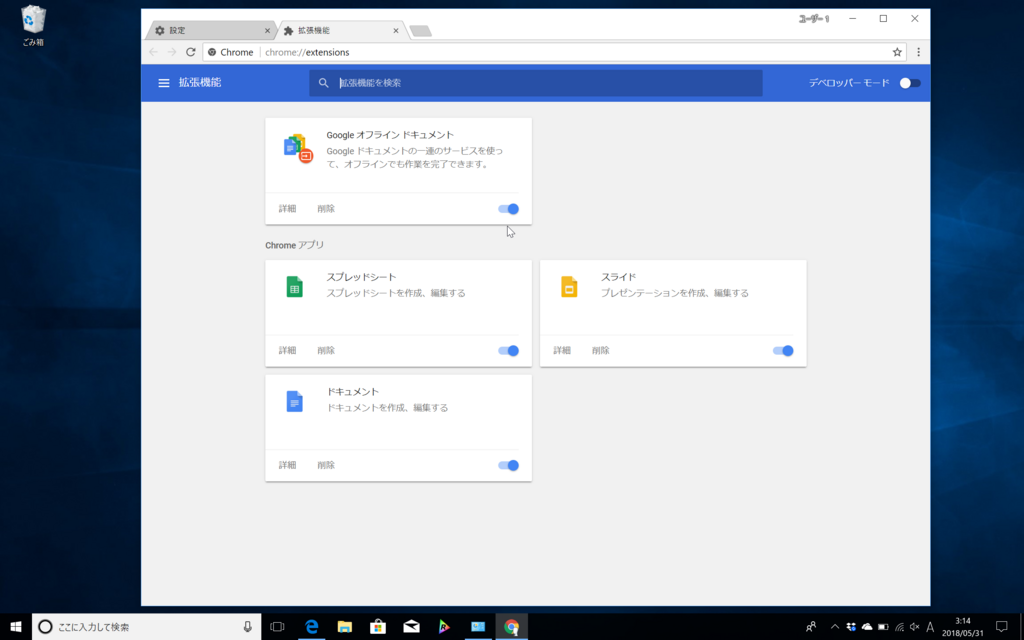 ごみ箱
設定
拡張機能
ユーザー 1
Chrome
chrome://extensions
拡張機能
拡張機能を検索
デベロッパー モード
Google オフライン ドキュメント
Google ドキュメントの一連のサービスを使っ
て、オフラインでも作業を完了できます。
詳細
削除
Chrome アプリ
スプレッドシート
スプレッドシートを作成、編集する
詳細
削除
スライド
プレゼンテーションを作成、編集する
詳細
削除
ドキュメント
ドキュメントを作成、編集する
詳細
削除
ここに入力して検索
A
3:14
2018/05/31